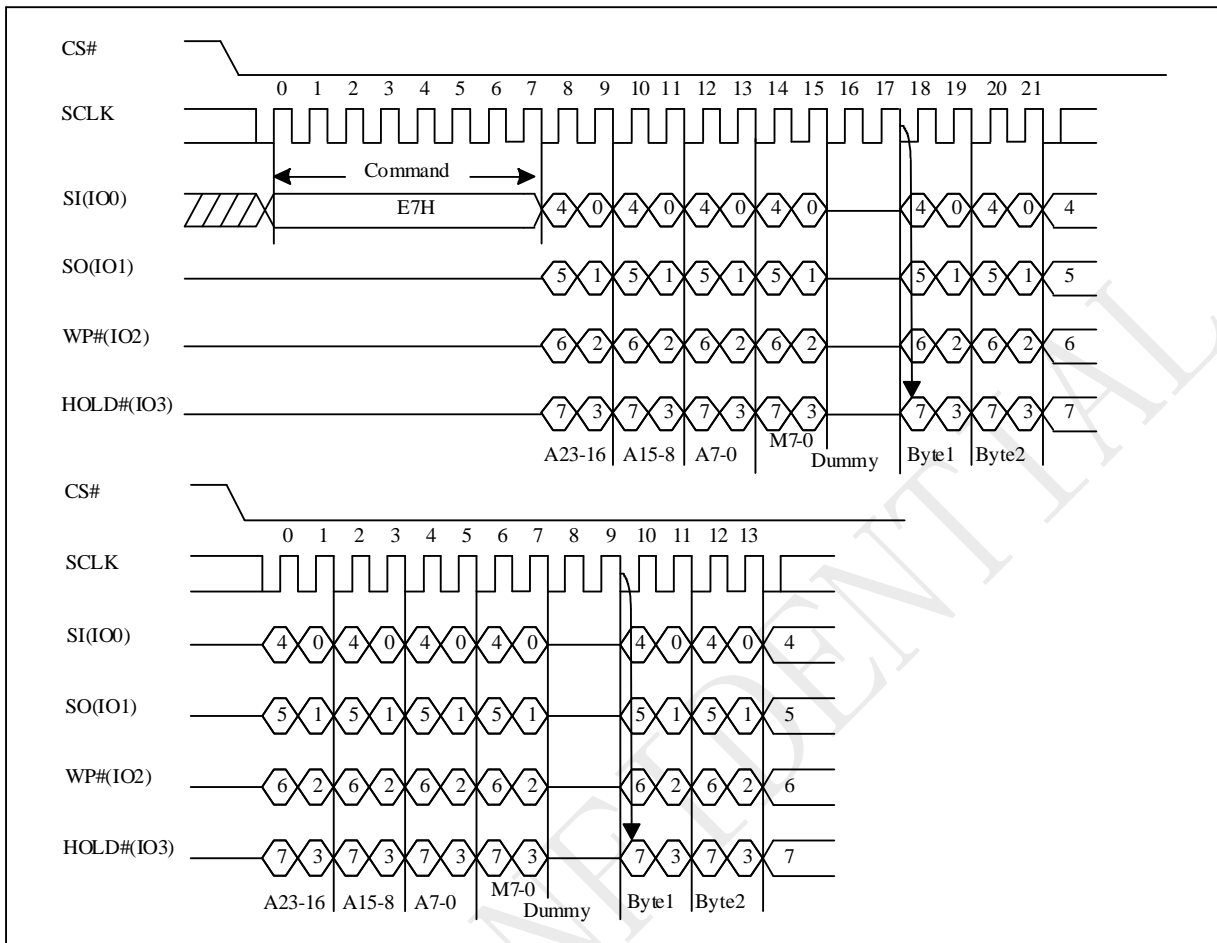 CS#
0 1 2 3 4 5 6 7 8 9 10 11 12 13 14 15 16 17 18 19 20 21
SCLK
Command
SI(IO0) E7H 4 0 4 0 4 0 4 0 4 0 4 0 4
SO(IO1) 5 1 5 1 5 1 5 1 5 1 5 1 5
WP#(IO2) 6 2 6 2 6 2 6 2 6 2 6 2 6
HOLD#(IO3) 7 3 7 3 7 3 7 3 7 3 7 3 7
A23-16 A15-8 A7-0 M7-0 Dummy Byte1 Byte2
CS#
0 1 2 3 4 5 6 7 8 9 10 11 12 13
SCLK
SI(IO0) 4 0 4 0 4 0 4 0 4 0 4 0 4
SO(IO1) 5 1 5 1 5 1 5 1 5 1 5 1 5
WP#(IO2) 6 2 6 2 6 2 6 2 6 2 6 2 6
HOLD#(IO3) 7 3 7 3 7 3 7 3 7 3 7 3 7
A23-16 A15-8 A7-0 M7-0 Dummy Byte1 Byte2
NFIDENTIAL